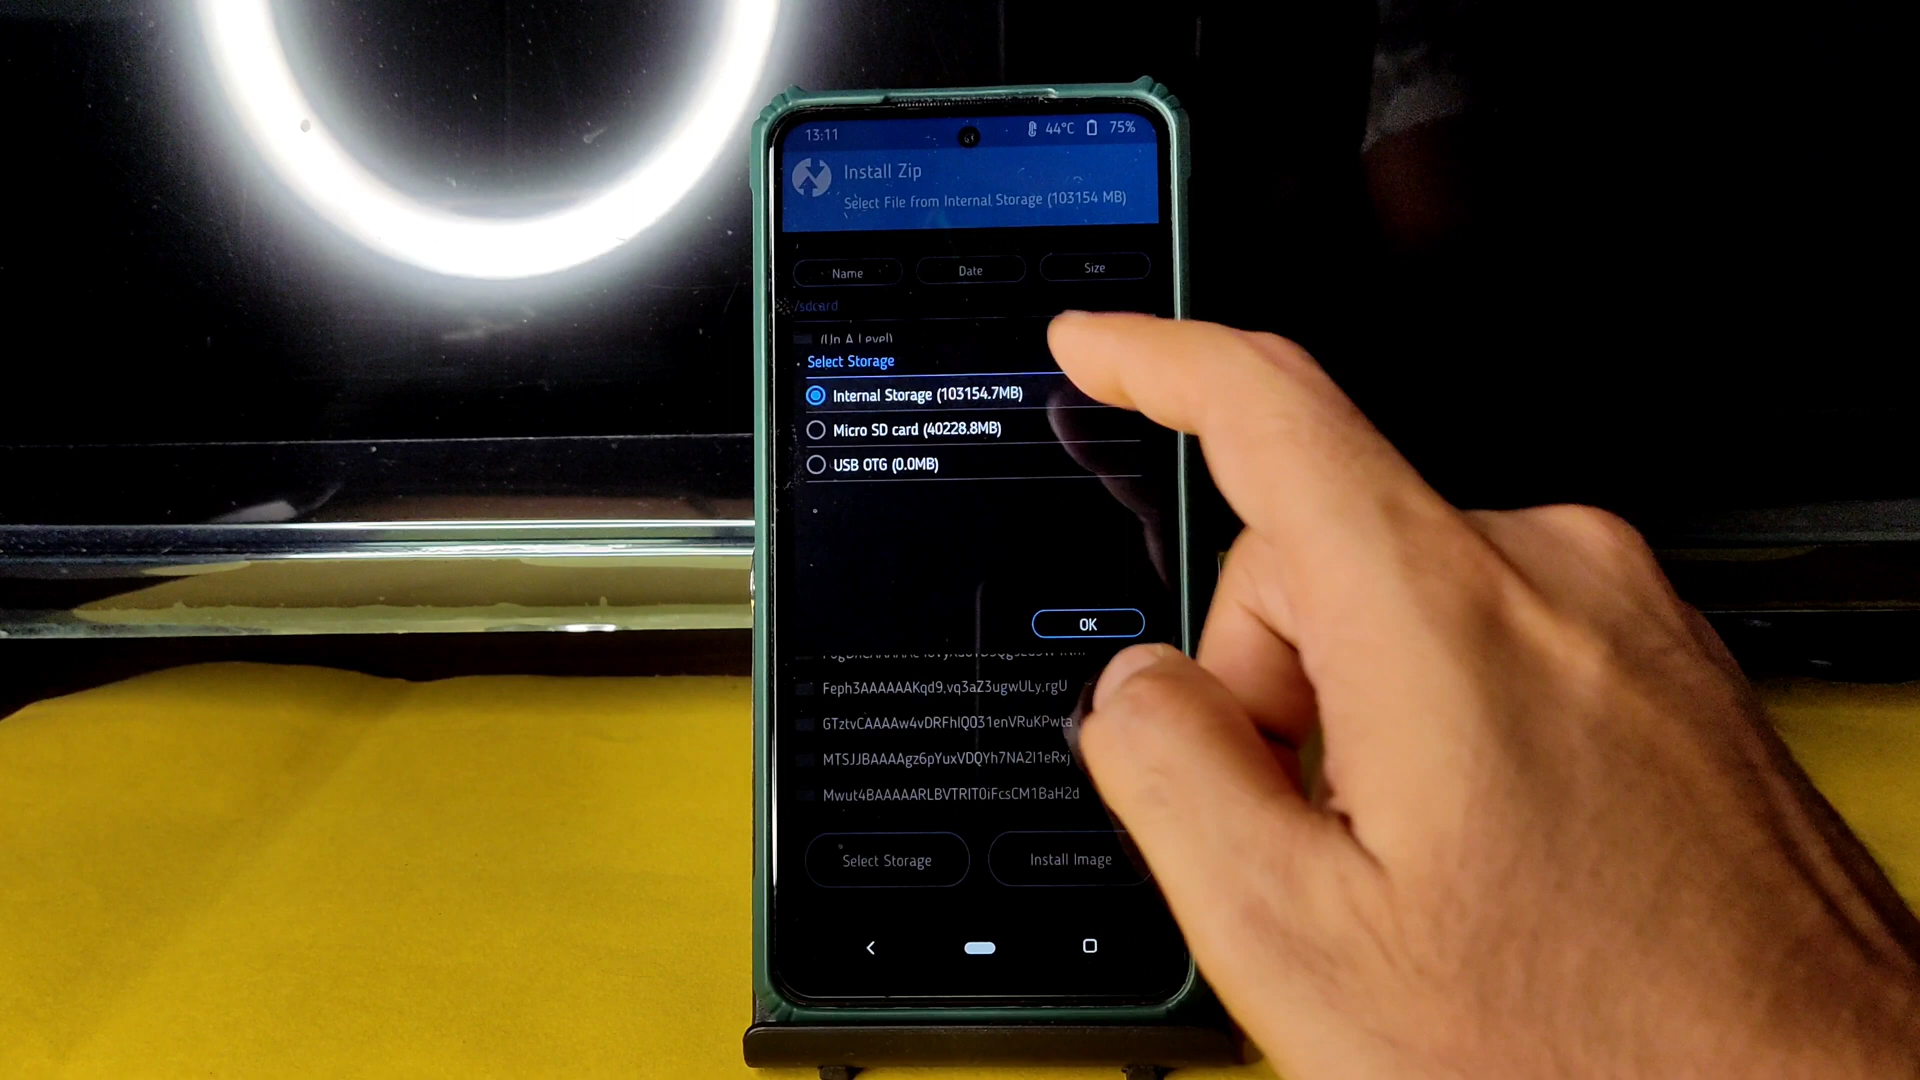 13:11 44°C 75%
Install Zip
Select File from Internal Storage (103154 MB)
Name Date Size
/sdcard
(Up A Level)
Select Storage
Internal Storage (103154.7MB)
Micro SD card (40228.8MB)
USB OTG (0.0MB)
OK
Feph3AAAAAAKqd9,vq3aZ3ugwULy,rgU
GTztvCAAAAw4vDRFhIQ031enVRuKPwta
MTSJJBAAAAgz6pYuxVDQYh7NA2I1eRxj
Mwut4BAAAAARLBVTRIT0iFcsCM1BaH2d
Select Storage Install Image